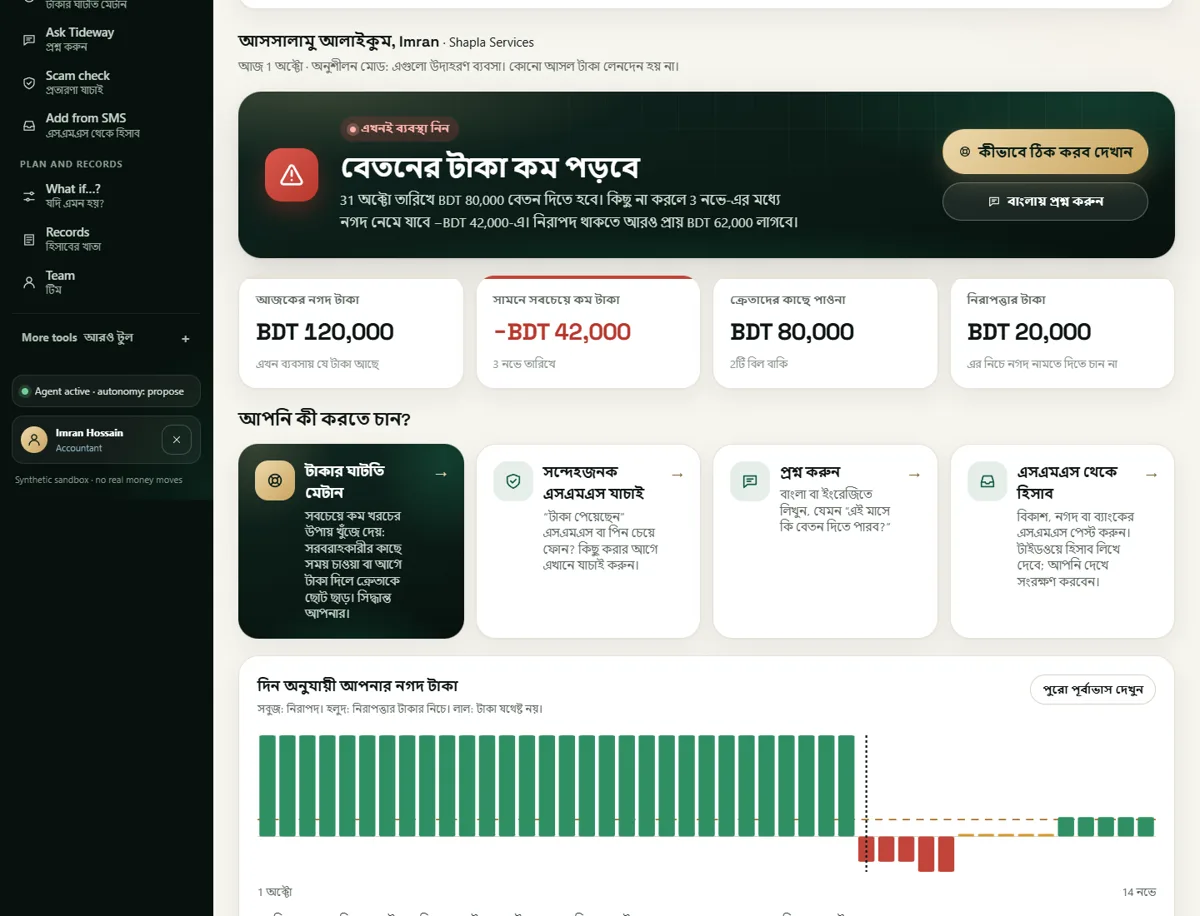 টাকার ঘাটতি মেটান
Ask Tideway
প্রশ্ন করুন
Scam check
প্রতারণা যাচাই
Add from SMS
এসএমএস থেকে হিসাব
PLAN AND RECORDS
What if...?
যদি এমন হয়?
Records
হিসাবের খাতা
Team
টিম
More tools আরও টুল +
Agent active · autonomy: propose
Imran Hossain
Accountant
Synthetic sandbox · no real money moves
আসসালামু আলাইকুম, Imran · Shapla Services
আজ 1 অক্টো · অনুশীলন মোড: এগুলো উদাহরণ ব্যবসা। কোনো আসল টাকা লেনদেন হয় না।
এখনই ব্যবস্থা নিন
বেতনের টাকা কম পড়বে
31 অক্টো তারিখে BDT 80,000 বেতন দিতে হবে। কিছু না করলে 3 নভে-এর মধ্যে
নগদ নেমে যাবে −BDT 42,000-এ। নিরাপদ থাকতে আরও প্রায় BDT 62,000 লাগবে।
কীভাবে ঠিক করব দেখান
বাংলায় প্রশ্ন করুন
আজকের নগদ টাকা
BDT 120,000
এখন ব্যবসায় যে টাকা আছে
সামনে সবচেয়ে কম টাকা
−BDT 42,000
3 নভে তারিখে
ক্রেতাদের কাছে পাওনা
BDT 80,000
2টি বিল বাকি
নিরাপত্তার টাকা
BDT 20,000
এর নিচে নগদ নামতে দিতে চান না
আপনি কী করতে চান?
টাকার ঘাটতি
মেটান
→
সবচেয়ে কম খরচের
উপায় খুঁজে দেয়:
সরবরাহকারীর কাছে
সময় চাওয়া বা আগে
টাকা দিলে ক্রেতাকে
ছোট ছাড়। সিদ্ধান্ত
আপনার।
সন্দেহজনক
এসএমএস যাচাই
→
“টাকা পেয়েছেন”
এসএমএস বা পিন চেয়ে
ফোন? কিছু করার আগে
এখানে যাচাই করুন।
প্রশ্ন করুন
→
বাংলা বা ইংরেজিতে
লিখুন, যেমন “এই মাসে
কি বেতন দিতে পারব?”
এসএমএস থেকে
হিসাব
→
বিকাশ, নগদ বা ব্যাংকের
এসএমএস পেস্ট করুন।
টাইডওয়ে হিসাব লিখে
দেবে; আপনি দেখে
সংরক্ষণ করবেন।
দিন অনুযায়ী আপনার নগদ টাকা
সবুজ: নিরাপদ। হলুদ: নিরাপত্তার টাকার নিচে। লাল: টাকা যথেষ্ট নয়।
পুরো পূর্বাভাস দেখুন
1 অক্টো
14 নভে